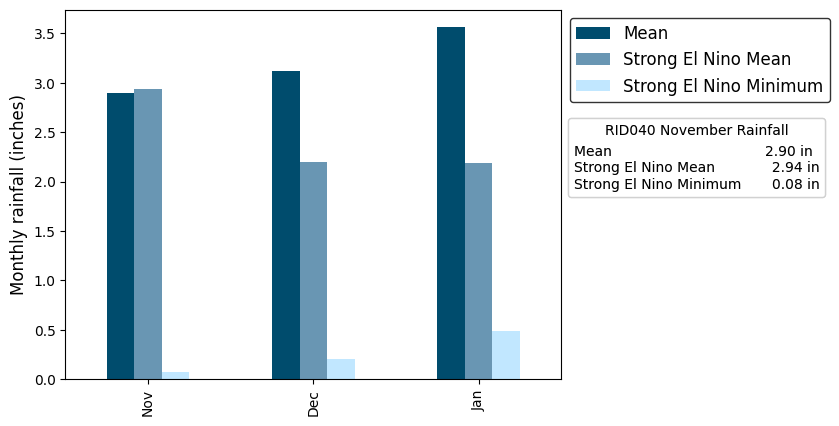 Monthly rainfall (inches)
3.5
3.0
2.5
2.0
1.5
1.0
0.5
0.0
Nov
Dec
Jan
Mean
Strong El Nino Mean
Strong El Nino Minimum
RID040 November Rainfall
Mean 2.90 in
Strong El Nino Mean 2.94 in
Strong El Nino Minimum 0.08 in